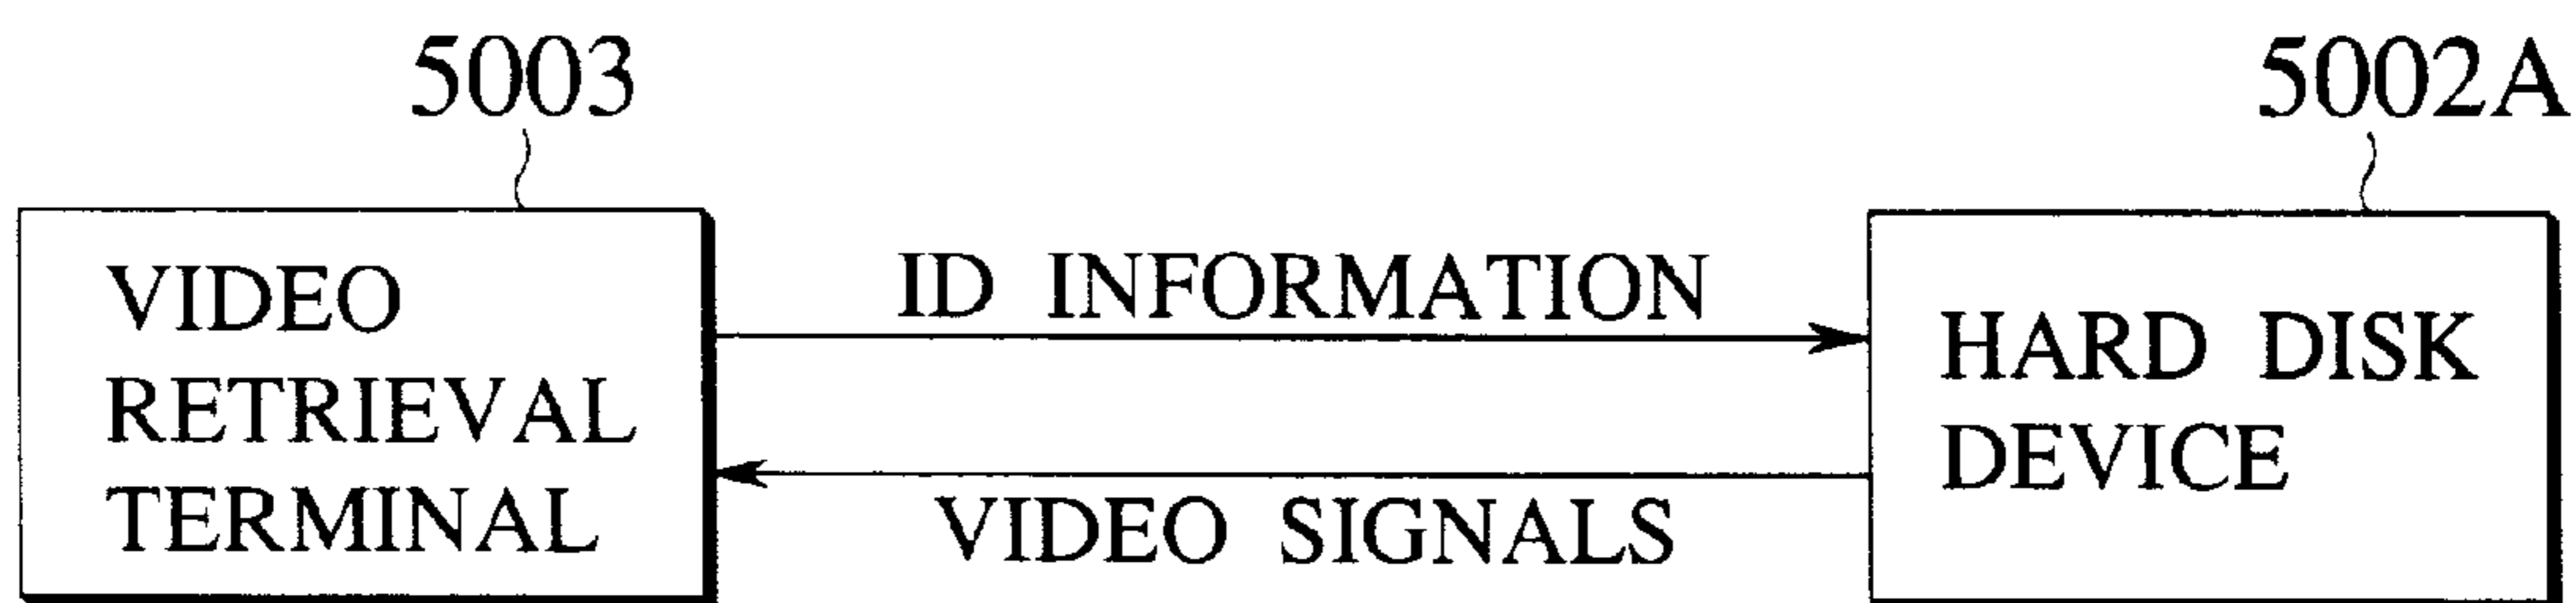 5003
5002A
VIDEO
RETRIEVAL
TERMINAL
ID INFORMATION
VIDEO SIGNALS
HARD DISK
DEVICE